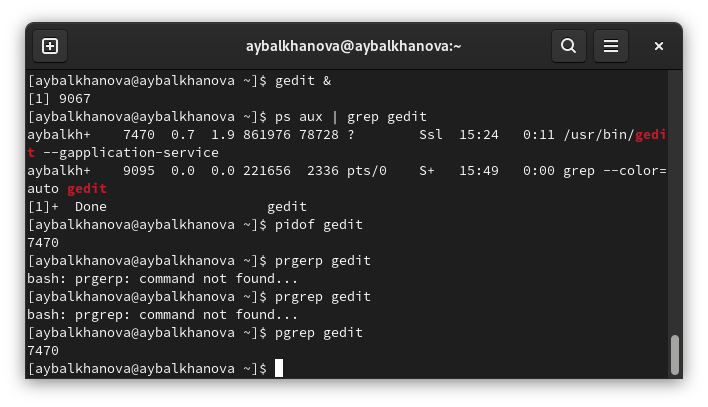 aybalkhanova@aybalkhanova:~
[aybalkhanova@aybalkhanova ~]$ gedit &
[1] 9067
[aybalkhanova@aybalkhanova ~]$ ps aux | grep gedit
aybalkh+    7470  0.7  1.9 861976 78728 ?        Ssl  15:24   0:11 /usr/bin/gedi
t --gapplication-service
aybalkh+    9095  0.0  0.0 221656  2336 pts/0    S+   15:49   0:00 grep --color=
auto gedit
[1]+  Done                    gedit
[aybalkhanova@aybalkhanova ~]$ pidof gedit
7470
[aybalkhanova@aybalkhanova ~]$ prgerp gedit
bash: prgerp: command not found...
[aybalkhanova@aybalkhanova ~]$ prgrep gedit
bash: prgrep: command not found...
[aybalkhanova@aybalkhanova ~]$ pgrep gedit
7470
[aybalkhanova@aybalkhanova ~]$